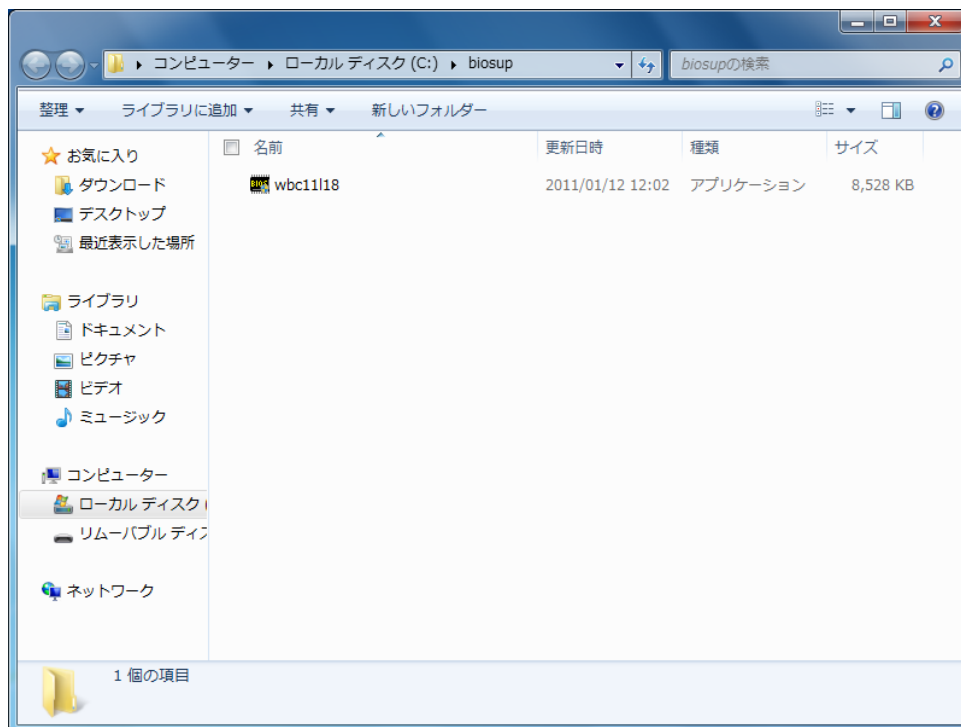 コンピューター ローカル ディスク (C:) biosup biosupの検索
整理 ライブラリに追加 共有 新しいフォルダー
名前 更新日時 種類 サイズ
wbc11l18 2011/01/12 12:02 アプリケーション 8,528 KB
お気に入り
ダウンロード
デスクトップ
最近表示した場所
ライブラリ
ドキュメント
ピクチャ
ビデオ
ミュージック
コンピューター
ローカル ディスク (
リムーバブル ディス
ネットワーク
1 個の項目